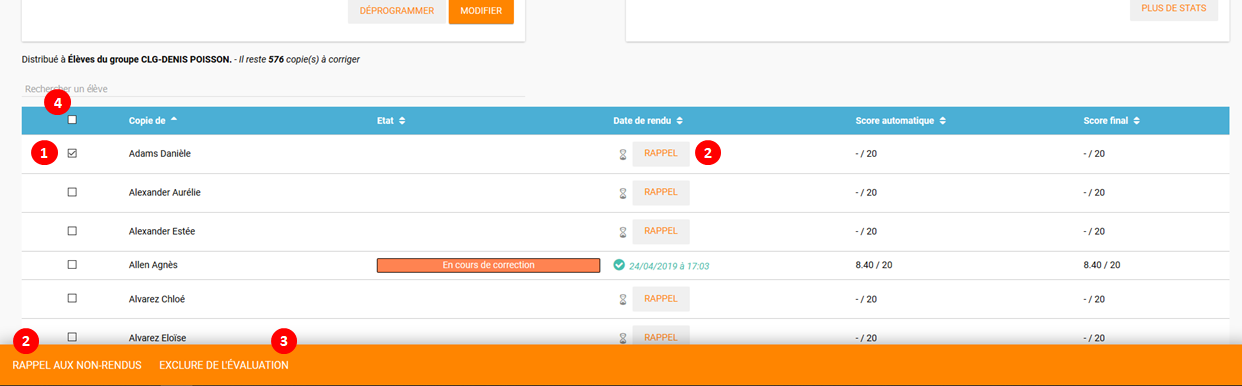 DÉPROGRAMMER MODIFIER PLUS DE STATS
Distribué à Élèves du groupe CLG-DENIS POISSON. - Il reste 576 copie(s) à corriger
Rechercher un élève
4
Copie de Etat Date de rendu Score automatique Score final
1 Adams Danièle RAPPEL 2 - / 20 - / 20
Alexander Aurélie RAPPEL - / 20 - / 20
Alexander Estée RAPPEL - / 20 - / 20
Allen Agnès En cours de correction 24/04/2019 à 17:03 8.40 / 20 8.40 / 20
Alvarez Chloé RAPPEL - / 20 - / 20
Alvarez Eloïse RAPPEL - / 20 - / 20
2 3
RAPPEL AUX NON-RENDUS EXCLURE DE L'ÉVALUATION